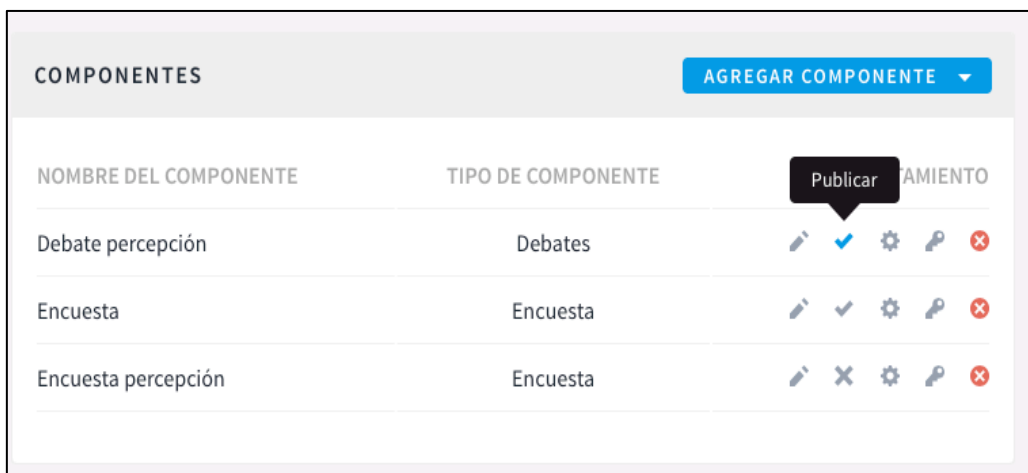 COMPONENTES
AGREGAR COMPONENTE
NOMBRE DEL COMPONENTE TIPO DE COMPONENTE TAMIENTO
Publicar
Debate percepción Debates
Encuesta Encuesta
Encuesta percepción Encuesta